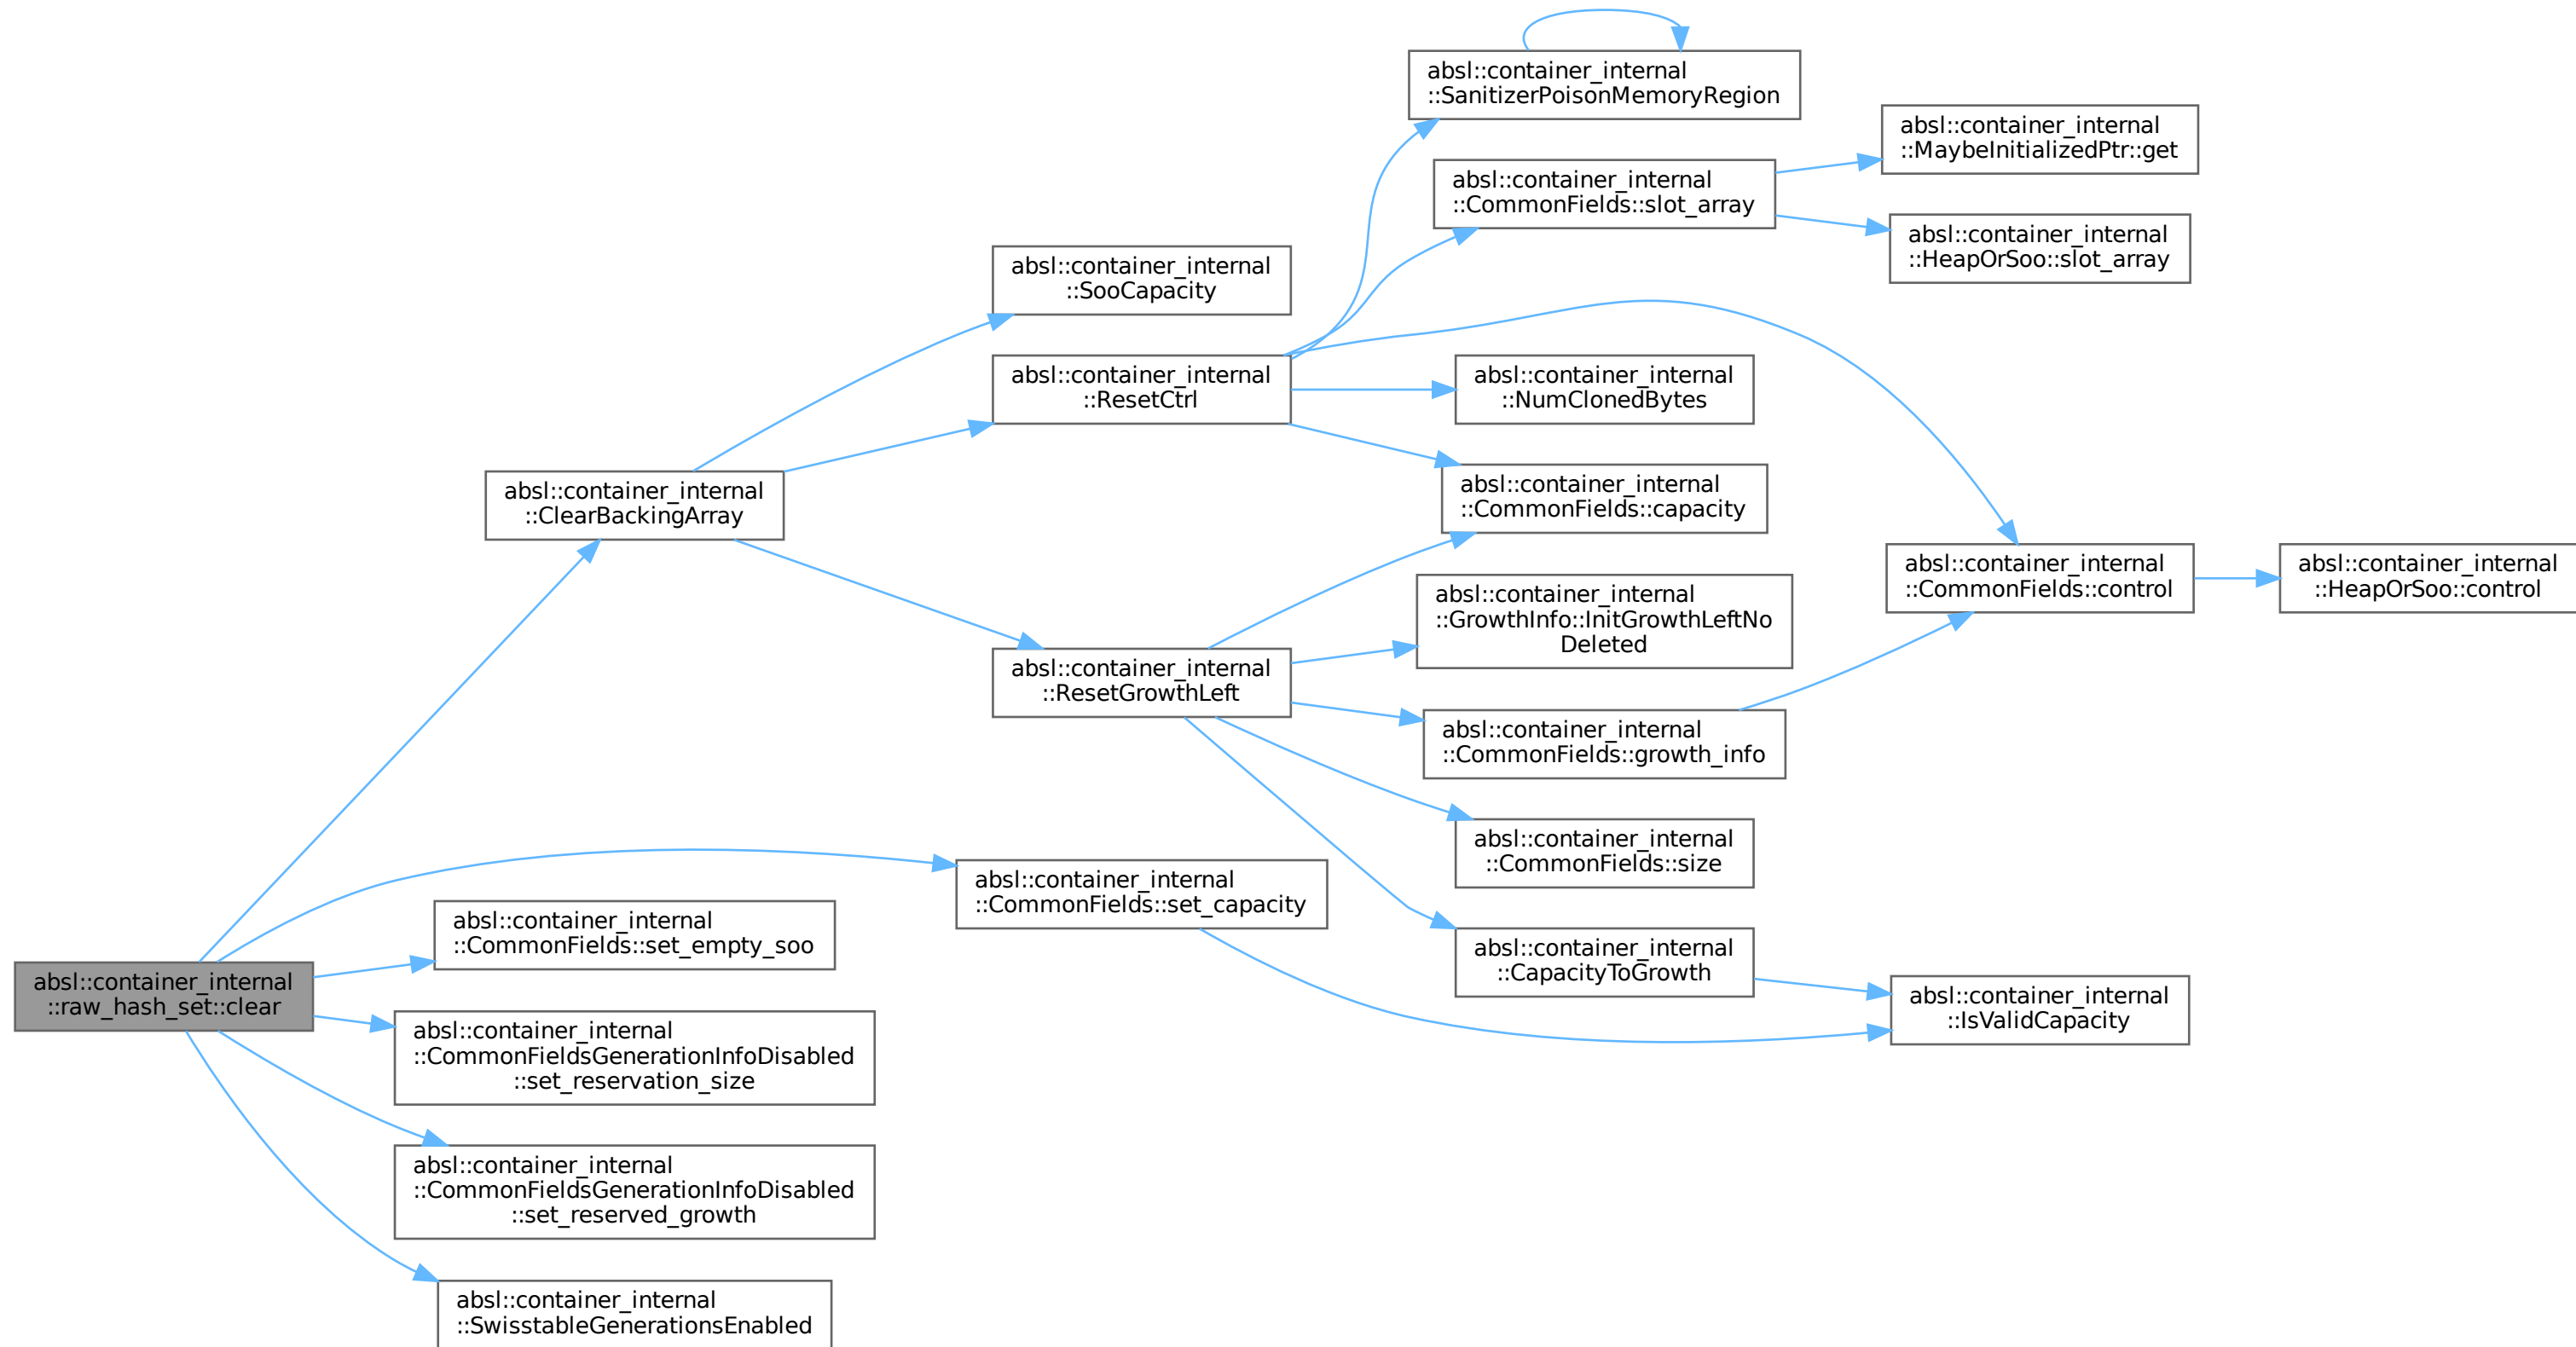 absl::container_internal
::SanitizerPoisonMemoryRegion
absl::container_internal
::MaybeInitializedPtr::get
absl::container_internal
::CommonFields::slot_array
absl::container_internal
::HeapOrSoo::slot_array
absl::container_internal
::SooCapacity
absl::container_internal
::ResetCtrl
absl::container_internal
::NumClonedBytes
absl::container_internal
::ClearBackingArray
absl::container_internal
::CommonFields::capacity
absl::container_internal
::CommonFields::control
absl::container_internal
::HeapOrSoo::control
absl::container_internal
::GrowthInfo::InitGrowthLeftNo
Deleted
absl::container_internal
::ResetGrowthLeft
absl::container_internal
::CommonFields::growth_info
absl::container_internal
::CommonFields::size
absl::container_internal
::CommonFields::set_capacity
absl::container_internal
::CommonFields::set_empty_soo
absl::container_internal
::CapacityToGrowth
absl::container_internal
::raw_hash_set::clear
absl::container_internal
::IsValidCapacity
absl::container_internal
::CommonFieldsGenerationInfoDisabled
::set_reservation_size
absl::container_internal
::CommonFieldsGenerationInfoDisabled
::set_reserved_growth
absl::container_internal
::SwisstableGenerationsEnabled